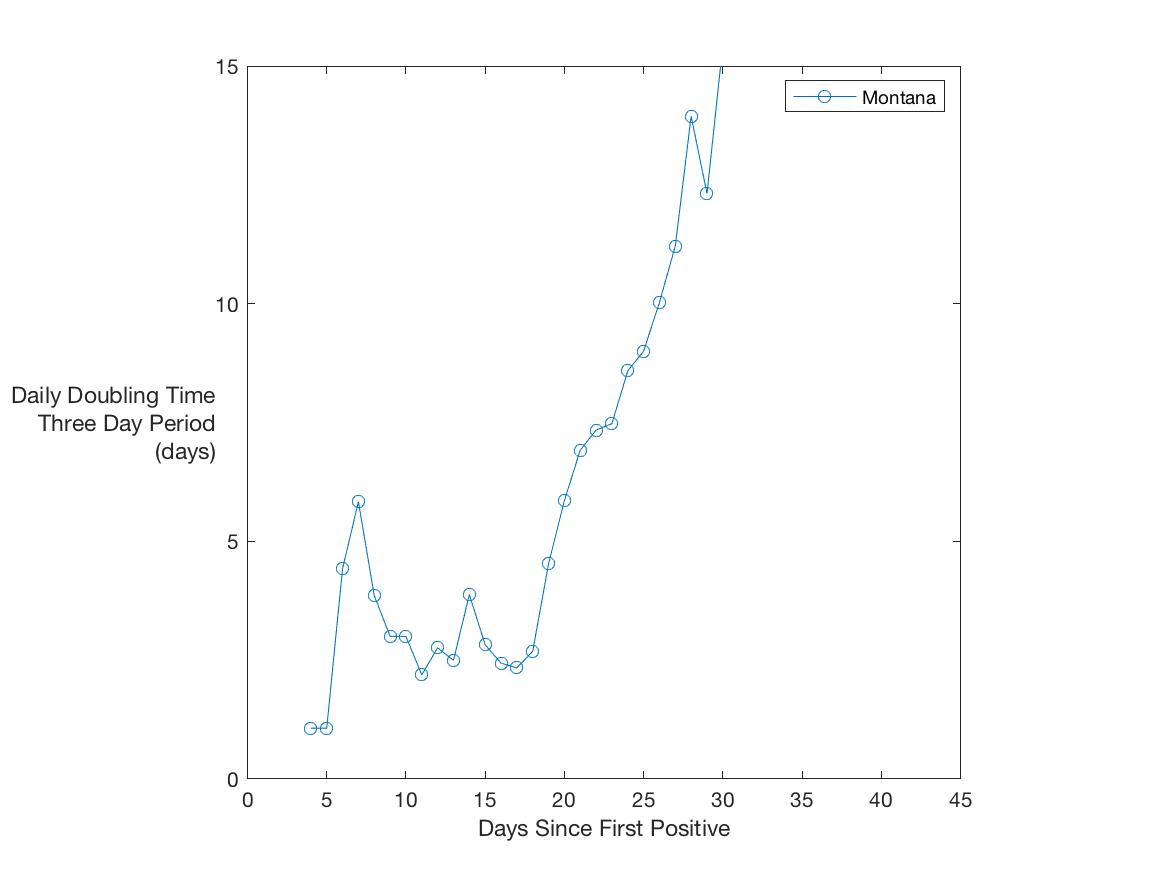 15
10
5
0
Daily Doubling Time
Three Day Period
(days)
Montana
0 5 10 15 20 25 30 35 40 45
Days Since First Positive